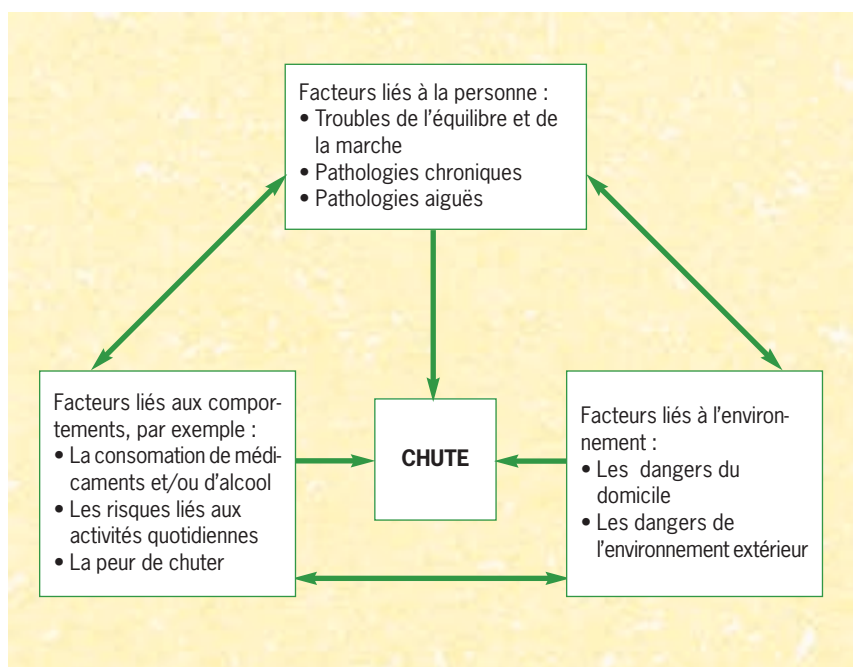 Facteurs liés à la personne :
• Troubles de l'équilibre et de
la marche
• Pathologies chroniques
• Pathologies aiguës
Facteurs liés aux compor-
tements, par exemple :
• La consomation de médi-
caments et/ou d'alcool
• Les risques liés aux
activités quotidiennes
• La peur de chuter
CHUTE
Facteurs liés à l'environ-
nement :
• Les dangers du
domicile
• Les dangers de
l'environnement extérieur